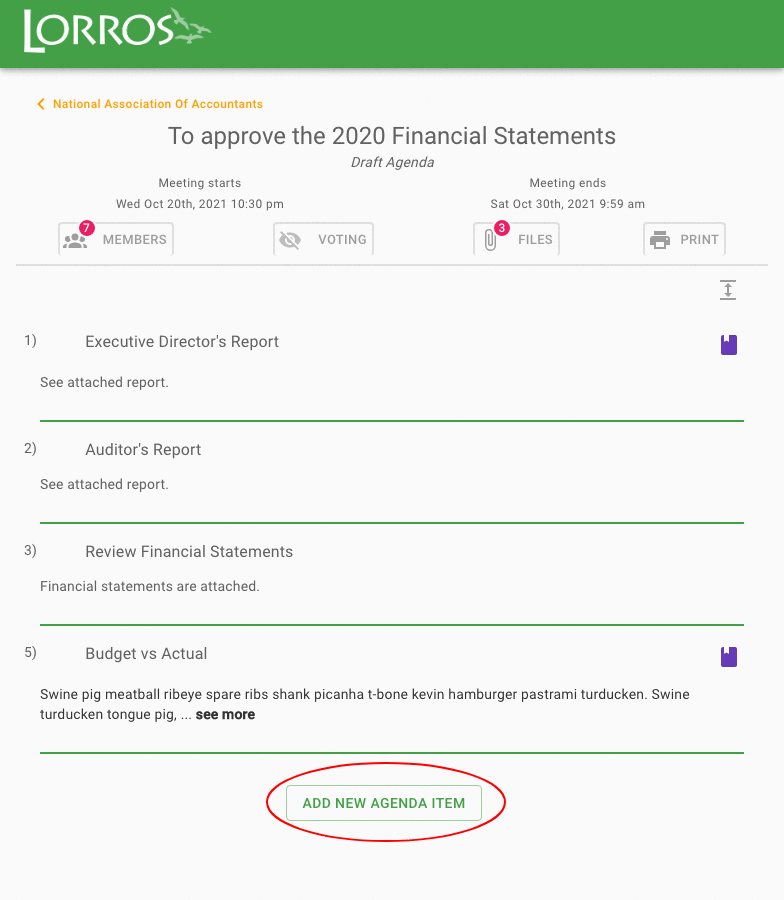 LORROS
National Association Of Accountants
To approve the 2020 Financial Statements
Draft Agenda
Meeting starts
Meeting ends
Wed Oct 20th, 2021 10:30 pm
Sat Oct 30th, 2021 9:59 am
7 MEMBERS
VOTING
3 FILES
PRINT
1) Executive Director's Report
See attached report.
2) Auditor's Report
See attached report.
3) Review Financial Statements
Financial statements are attached.
5) Budget vs Actual
Swine pig meatball ribeye spare ribs shank picanha t-bone kevin hamburger pastrami turducken. Swine
turducken tongue pig, ... see more
ADD NEW AGENDA ITEM